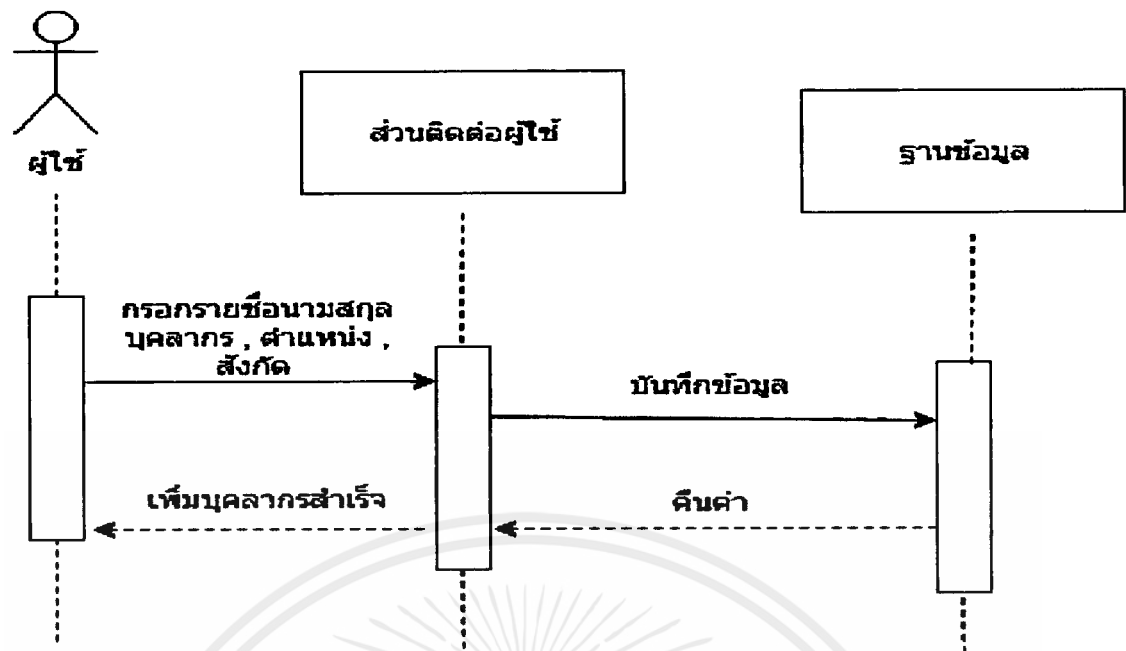 ผู้ใช้
ส่วนติดต่อผู้ใช้
ฐานข้อมูล
กรอกรายชื่อนามสกุล
บุคลากร , ตำแหน่ง ,
สังกัด
บันทึกข้อมูล
เพิ่มบุคลากรสำเร็จ
คืนค่า